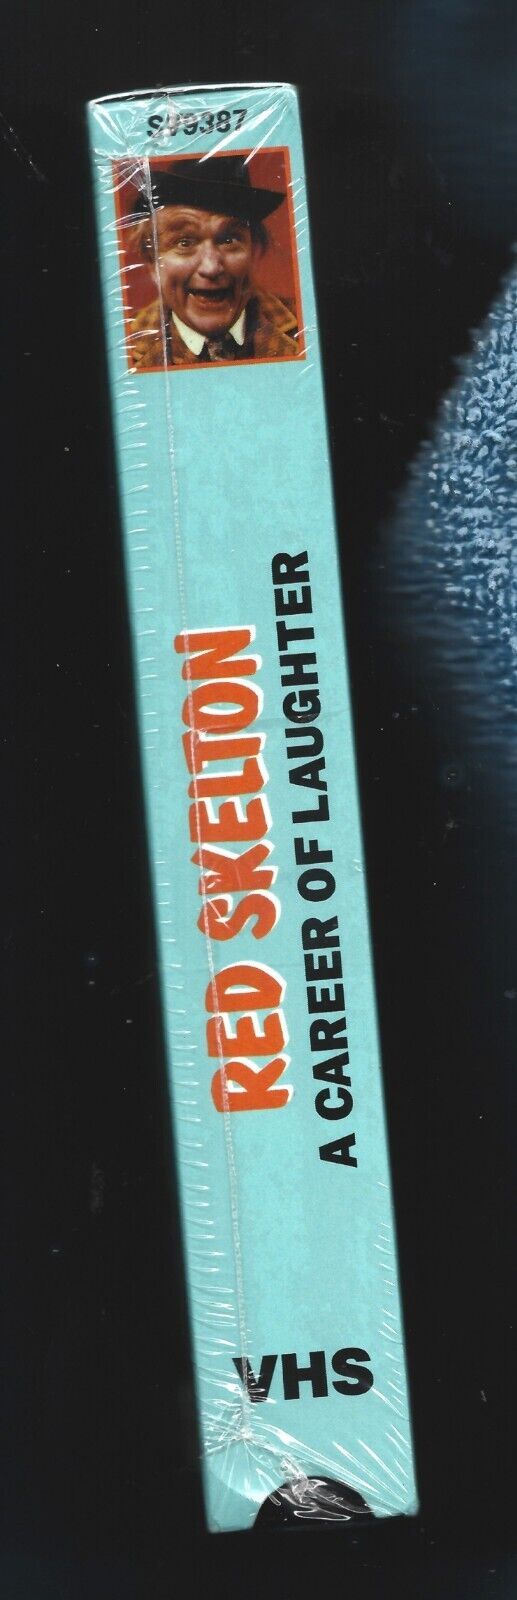 S99387
RED SKELTON
A CAREER OF LAUGHTER
VHS